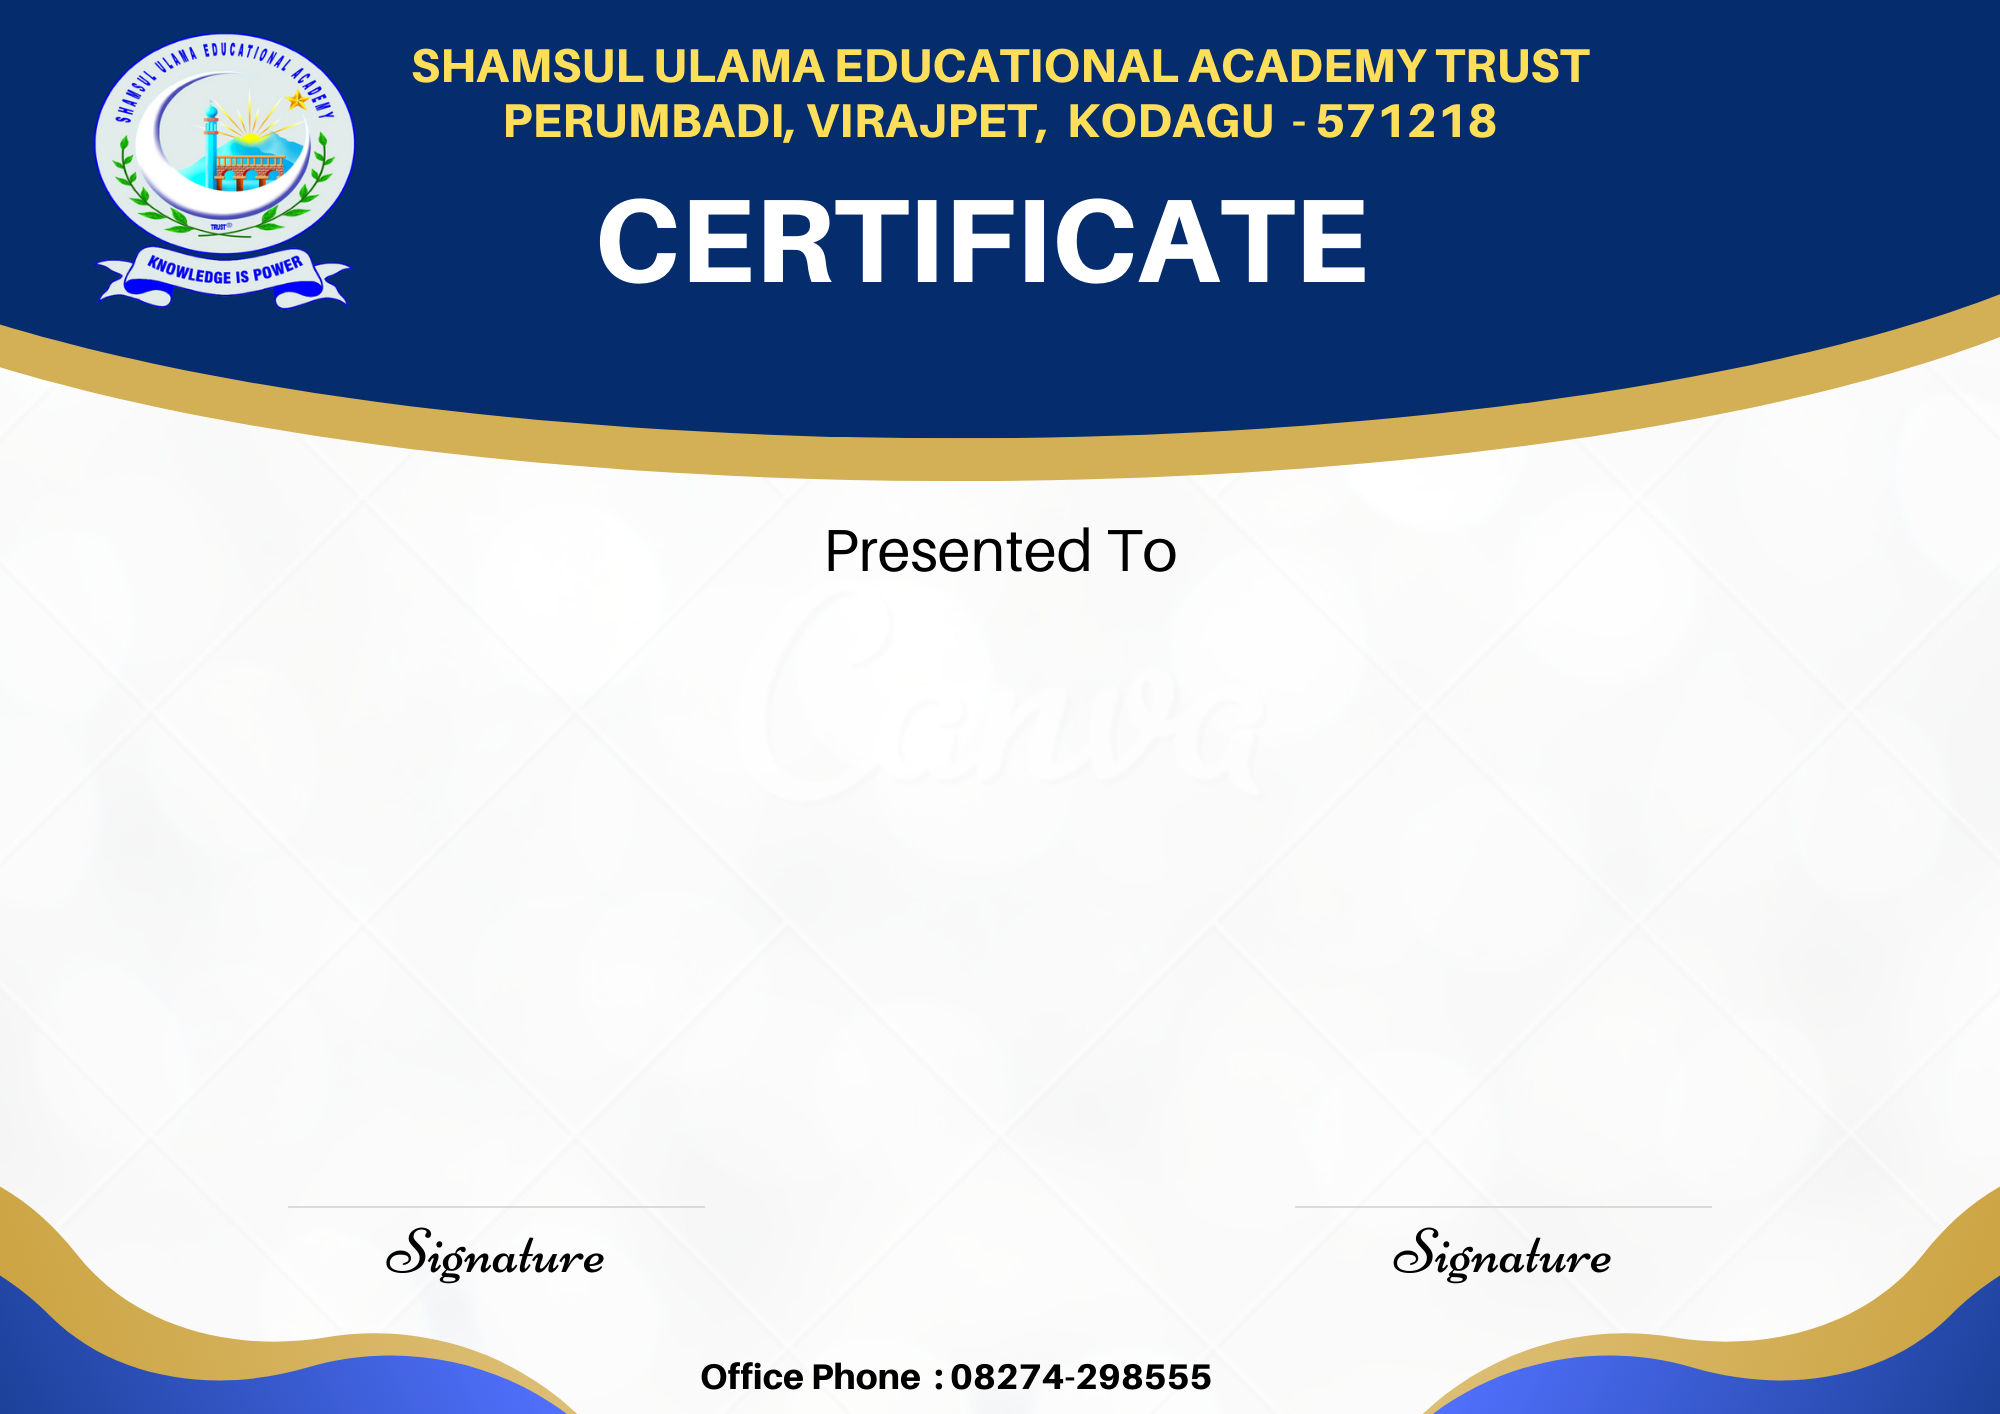 SHAMSUL ULAMA EDUCATIONAL ACADEMY
TRUST
KNOWLEDGE IS POWER
SHAMSUL ULAMA EDUCATIONAL ACADEMY TRUST
PERUMBADI, VIRAJPET, KODAGU - 571218
CERTIFICATE
Presented To
Canva
Signature
Signature
Office Phone : 08274-298555